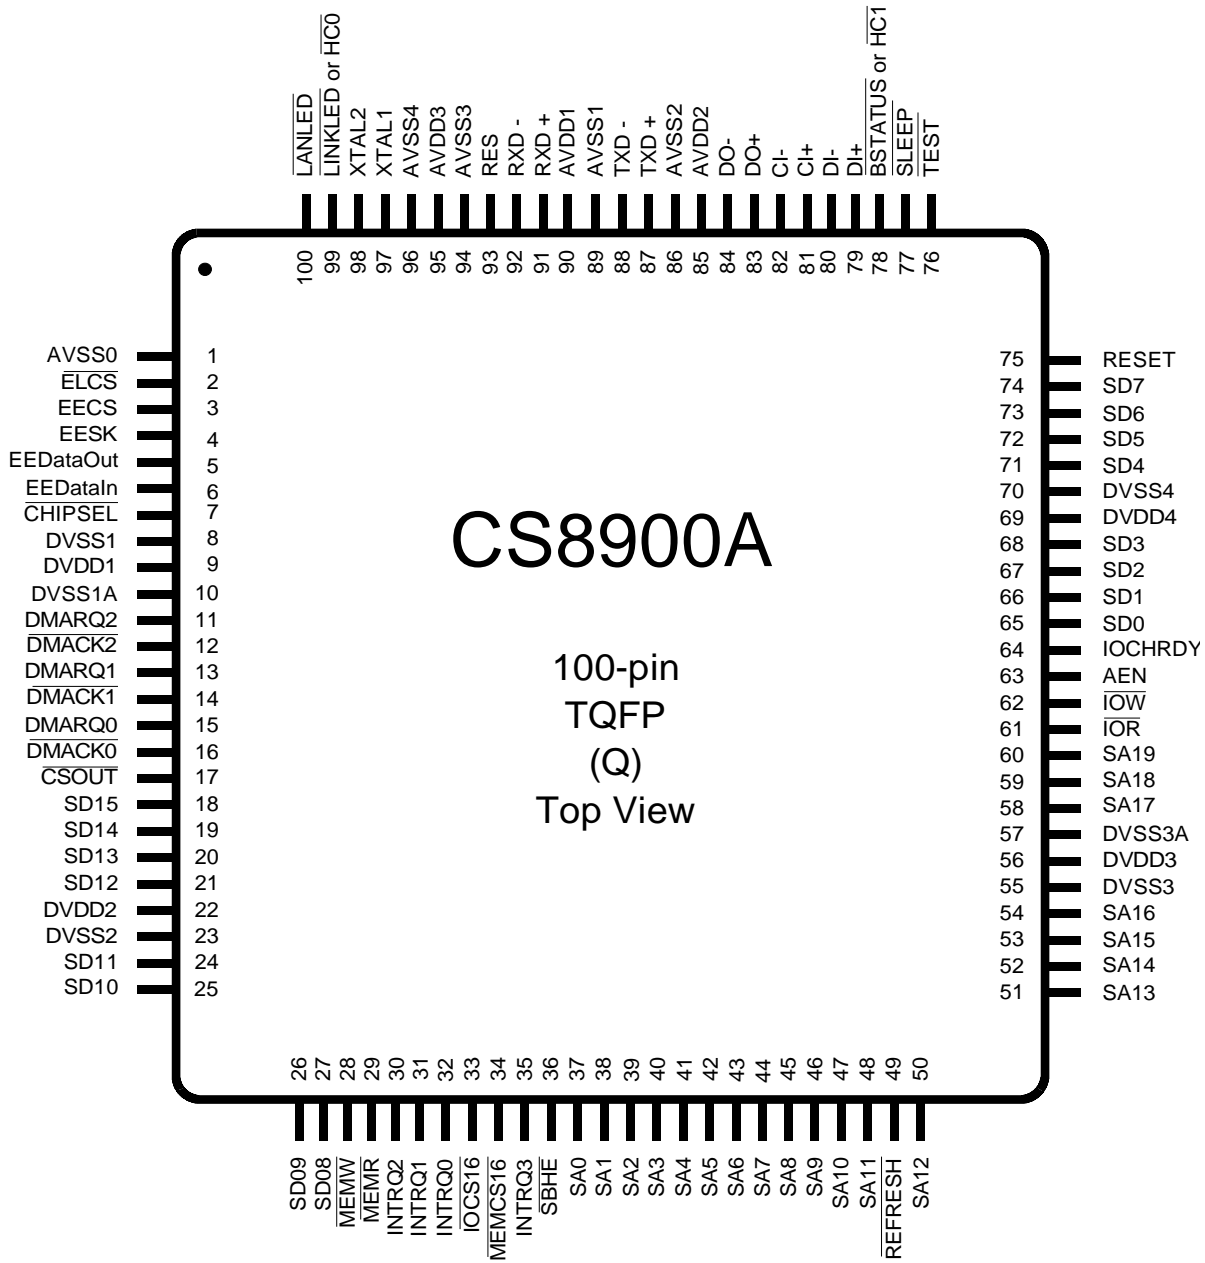 LANLED
LINKLED or HC0
XTAL2
XTAL1
AVSS4
AVDD3
AVSS3
RES
RXD -
RXD +
AVDD1
AVSS1
TXD -
TXD +
AVSS2
AVDD2
DO-
DO+
CI-
CI+
DI-
DI+
BSTATUS or HC1
SLEEP
TEST
100
99
98
97
96
95
94
93
92
91
90
89
88
87
86
85
84
83
82
81
80
79
78
77
76
AVSS0 1
ELCS 2
EECS 3
EESK 4
EEDataOut 5
EEDataIn 6
CHIPSEL 7
DVSS1 8
DVDD1 9
DVSS1A 10
DMARQ2 11
DMACK2 12
DMARQ1 13
DMACK1 14
DMARQ0 15
DMACK0 16
CSOUT 17
SD15 18
SD14 19
SD13 20
SD12 21
DVDD2 22
DVSS2 23
SD11 24
SD10 25
CS8900A
100-pin
TQFP
(Q)
Top View
75 RESET
74 SD7
73 SD6
72 SD5
71 SD4
70 DVSS4
69 DVDD4
68 SD3
67 SD2
66 SD1
65 SD0
64 IOCHRDY
63 AEN
62 IOW
61 IOR
60 SA19
59 SA18
58 SA17
57 DVSS3A
56 DVDD3
55 DVSS3
54 SA16
53 SA15
52 SA14
51 SA13
26
27
28
29
30
31
32
33
34
35
36
37
38
39
40
41
42
43
44
45
46
47
48
49
50
SD09
SD08
MEMW
MEMR
INTRQ2
INTRQ1
INTRQ0
IOCS16
MEMCS16
INTRQ3
SBHE
SA0
SA1
SA2
SA3
SA4
SA5
SA6
SA7
SA8
SA9
SA10
SA11
REFRESH
SA12